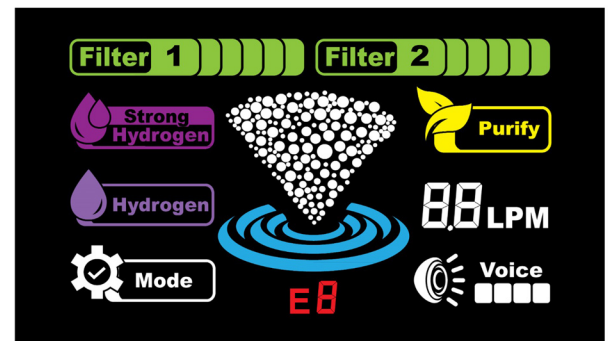 Filter 1
Filter 2
Strong
Hydrogen
Purify
Hydrogen
8.8 LPM
Mode
Voice
E8